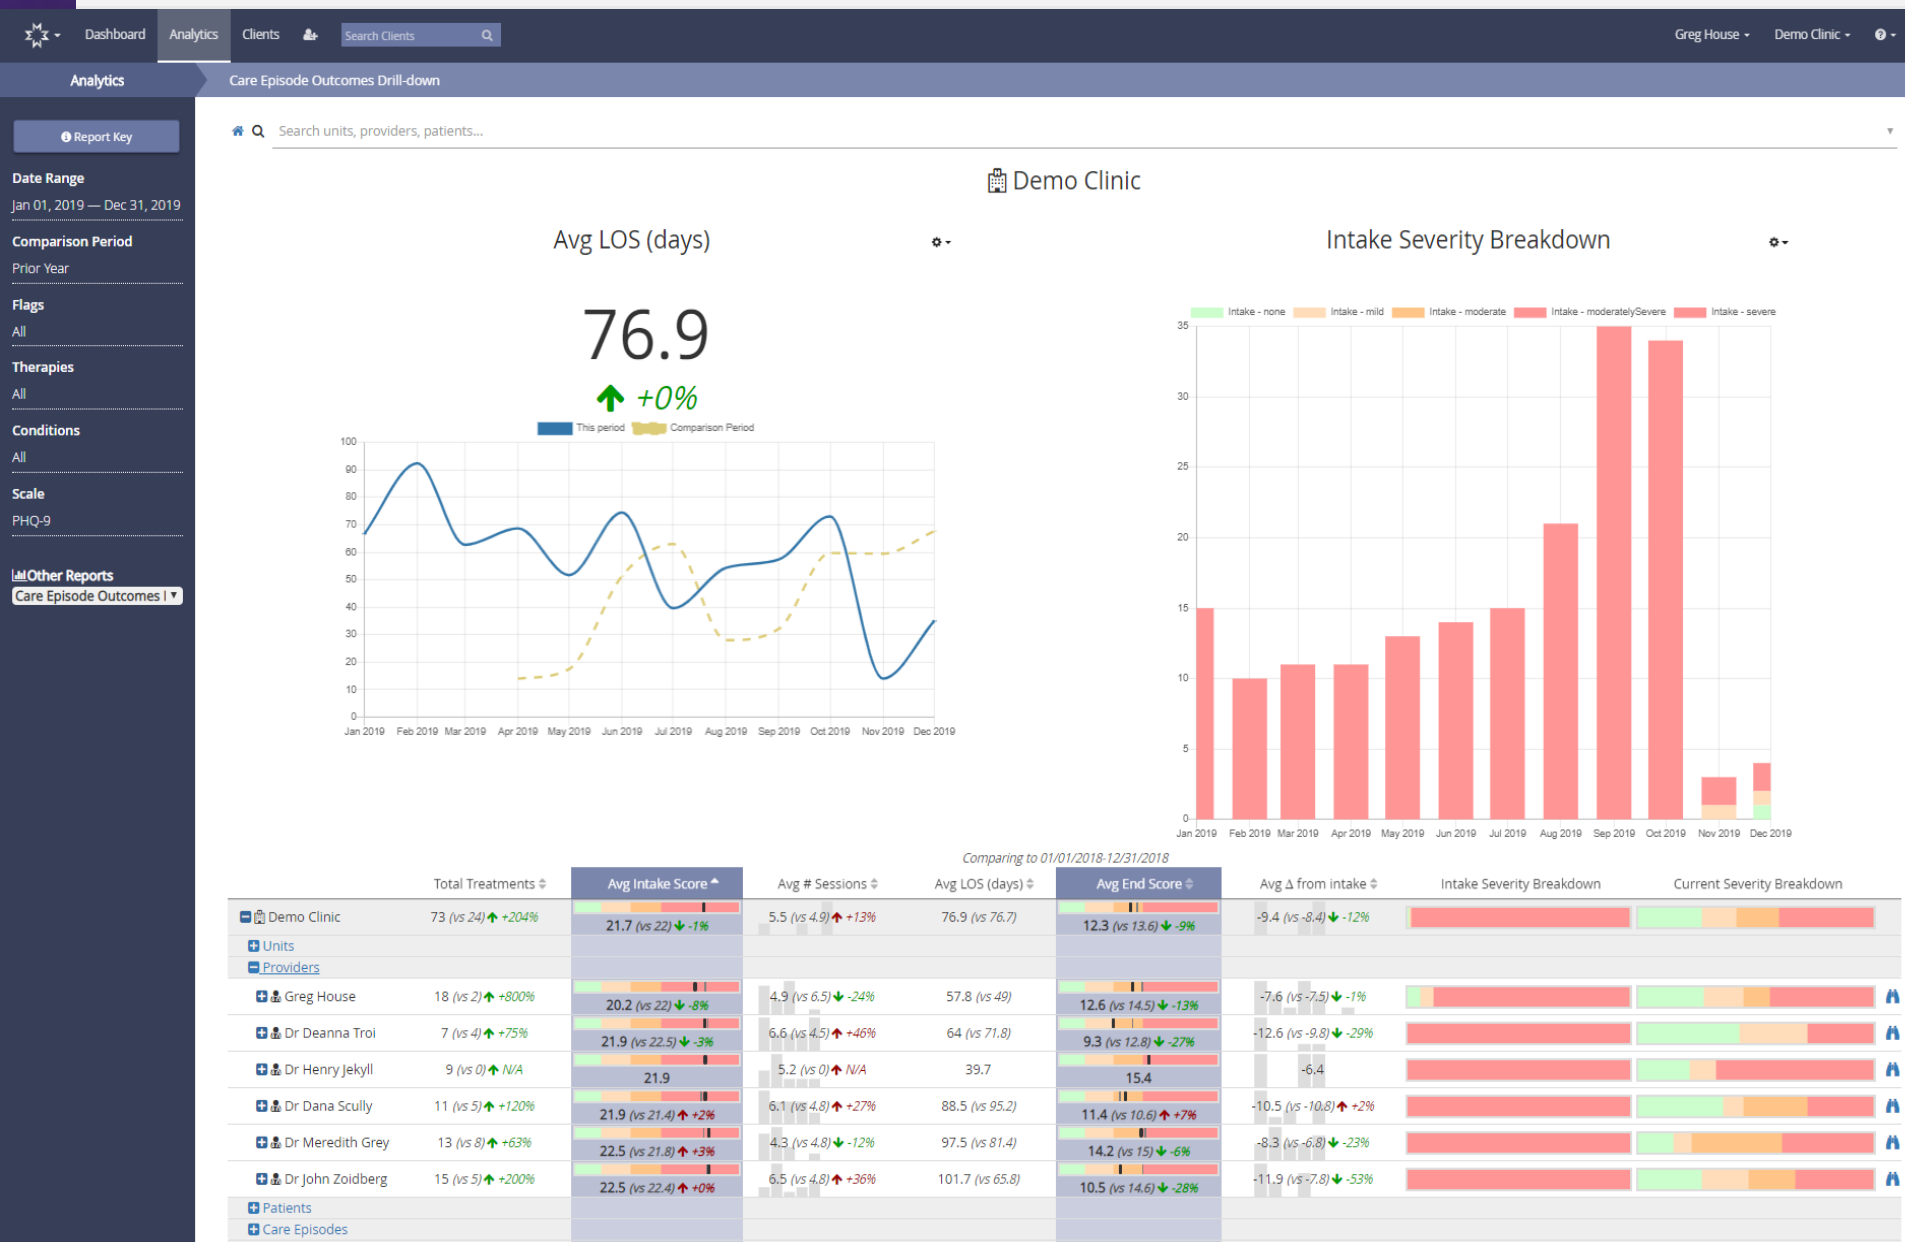 Dashboard Analytics Clients Search Clients Greg House Demo Clinic
Analytics Care Episode Outcomes Drill-down
Report Key
Date Range
Jan 01, 2019 — Dec 31, 2019
Comparison Period
Prior Year
Flags
All
Therapies
All
Conditions
All
Scale
PHQ-9
Other Reports
Care Episode Outcomes
Search units, providers, patients...
Demo Clinic
Avg LOS (days)
76.9
+0%
This period Comparison Period
100
90
80
70
60
50
40
30
20
10
0
Jan 2019 Feb 2019 Mar 2019 Apr 2019 May 2019 Jun 2019 Jul 2019 Aug 2019 Sep 2019 Oct 2019 Nov 2019 Dec 2019
Intake Severity Breakdown
Intake - none Intake - mild Intake - moderate Intake - moderatelySevere Intake - severe
35
30
25
20
15
10
5
0
Jan 2019 Feb 2019 Mar 2019 Apr 2019 May 2019 Jun 2019 Jul 2019 Aug 2019 Sep 2019 Oct 2019 Nov 2019 Dec 2019
Comparing to 01/01/2018-12/31/2018
Total Treatments Avg Intake Score Avg # Sessions Avg LOS (days) Avg End Score Avg Δ from intake Intake Severity Breakdown Current Severity Breakdown
Demo Clinic 73 (vs 24) +204% 21.7 (vs 22) -1% 5.5 (vs 4.9) +13% 76.9 (vs 76.7) 12.3 (vs 13.6) -9% -9.4 (vs -8.4) -12%
Units
Providers
Greg House 18 (vs 2) +800% 20.2 (vs 22) -8% 4.9 (vs 6.5) -24% 57.8 (vs 49) 12.6 (vs 14.5) -13% -7.6 (vs -7.5) -1%
Dr Deanna Troi 7 (vs 4) +75% 21.9 (vs 22.5) -3% 6.6 (vs 4.5) +46% 64 (vs 71.8) 9.3 (vs 12.8) -27% -12.6 (vs -9.8) -29%
Dr Henry Jekyll 9 (vs 0) N/A 21.9 5.2 (vs 0) N/A 39.7 15.4 -6.4
Dr Dana Scully 11 (vs 5) +120% 21.9 (vs 21.4) +2% 6.1 (vs 4.8) +27% 88.5 (vs 95.2) 11.4 (vs 10.6) +7% -10.5 (vs -10.8) +2%
Dr Meredith Grey 13 (vs 8) +63% 22.5 (vs 21.8) +3% 4.3 (vs 4.8) -12% 97.5 (vs 81.4) 14.2 (vs 15) -6% -8.3 (vs -6.8) -23%
Dr John Zoidberg 15 (vs 5) +200% 22.5 (vs 22.4) +0% 6.5 (vs 4.8) +36% 101.7 (vs 65.8) 10.5 (vs 14.6) -28% -11.9 (vs -7.8) -53%
Patients
Care Episodes